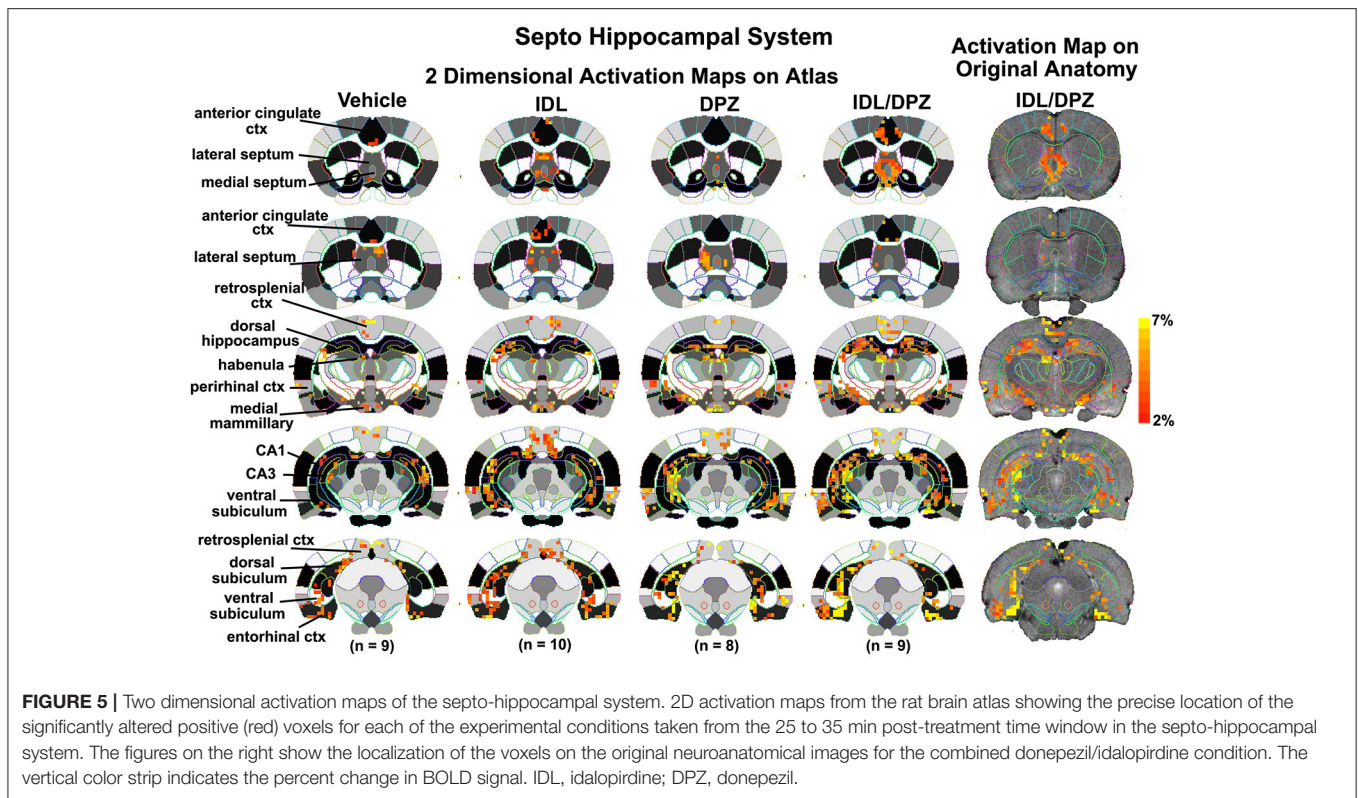 Septo Hippocampal System
2 Dimensional Activation Maps on Atlas
Activation Map on
Original Anatomy
Vehicle
IDL
DPZ
IDL/DPZ
IDL/DPZ
anterior cingulate
ctx
lateral septum
medial septum
anterior cingulate
ctx
lateral septum
retrosplenial
ctx
dorsal
hippocampus
habenula
perirhinal ctx
medial
mammillary
7%
2%
CA1
CA3
ventral
subiculum
retrosplenial ctx
dorsal
subiculum
ventral
subiculum
entorhinal ctx
(n = 9)
(n = 10)
(n = 8)
(n = 9)
FIGURE 5 | Two dimensional activation maps of the septo-hippocampal system. 2D activation maps from the rat brain atlas showing the precise location of the
significantly altered positive (red) voxels for each of the experimental conditions taken from the 25 to 35 min post-treatment time window in the septo-hippocampal
system. The figures on the right show the localization of the voxels on the original neuroanatomical images for the combined donepezil/idalopirdine condition. The
vertical color strip indicates the percent change in BOLD signal. IDL, idalopirdine; DPZ, donepezil.